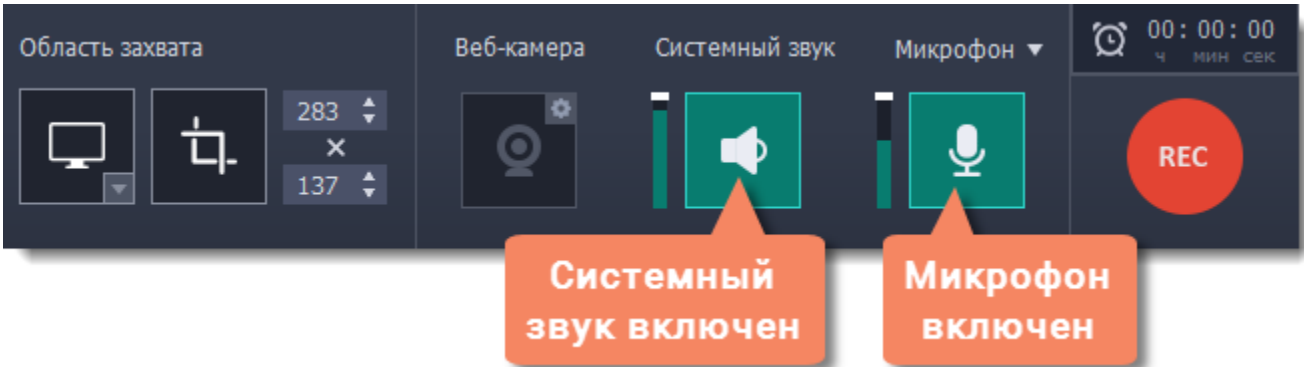 Область захвата
283
×
137
Веб-камера
Системный звук
Микрофон
00:00:00
ч мин сек
REC
Системный
звук включен
Микрофон
включен